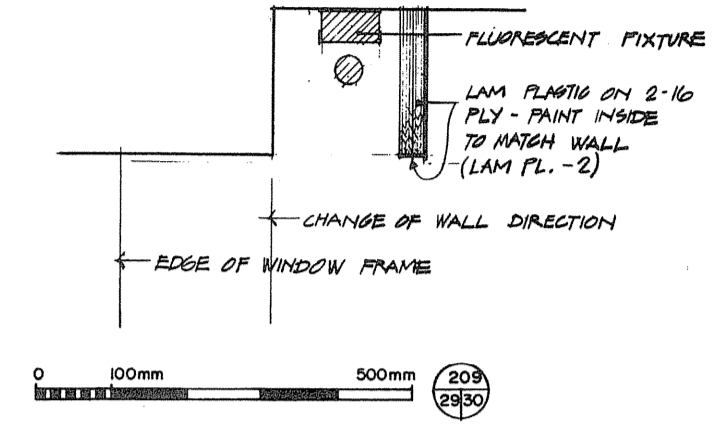 FLUORESCENT FIXTURE
LAM PLASTIC ON 2-16
PLY - PAINT INSIDE
TO MATCH WALL
(LAM PL. - 2)
CHANGE OF WALL DIRECTION
EDGE OF WINDOW FRAME
0 100mm 500mm
209
29 30